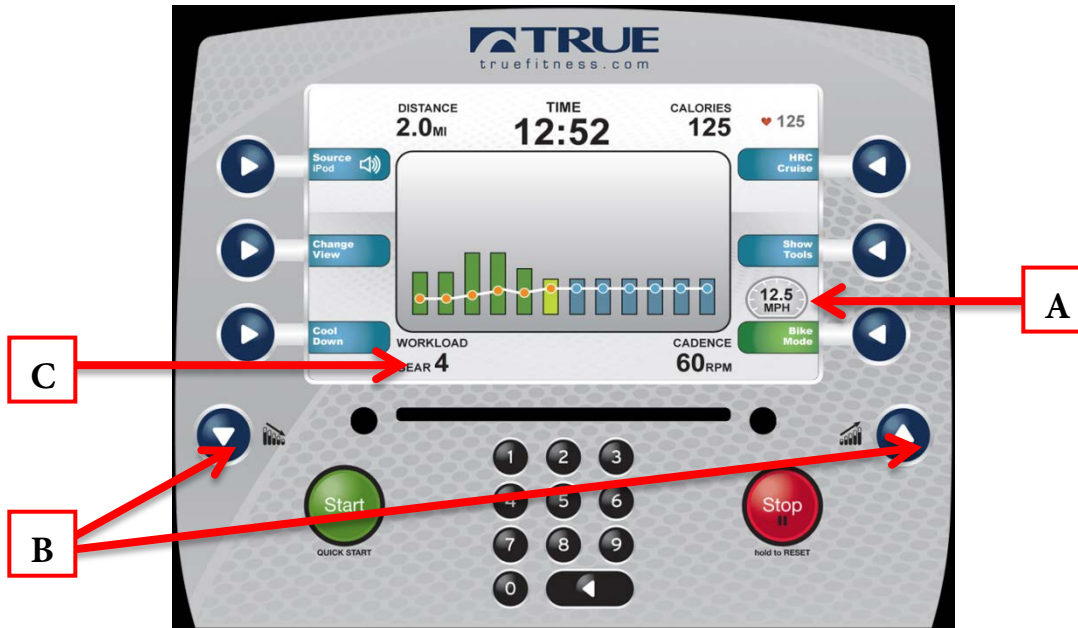 TRUE
truefitness.com
DISTANCE
2.0MI
TIME
12:52
CALORIES
125
125
Source
iPod
HRC
Cruise
Change
View
Show
Tools
12.5
MPH
A
Cool
Down
Bike
Mode
WORKLOAD
GEAR 4
CADENCE
60RPM
C
B
Start
QUICK START
1 2 3
4 5 6
7 8 9
0
Stop
hold to RESET